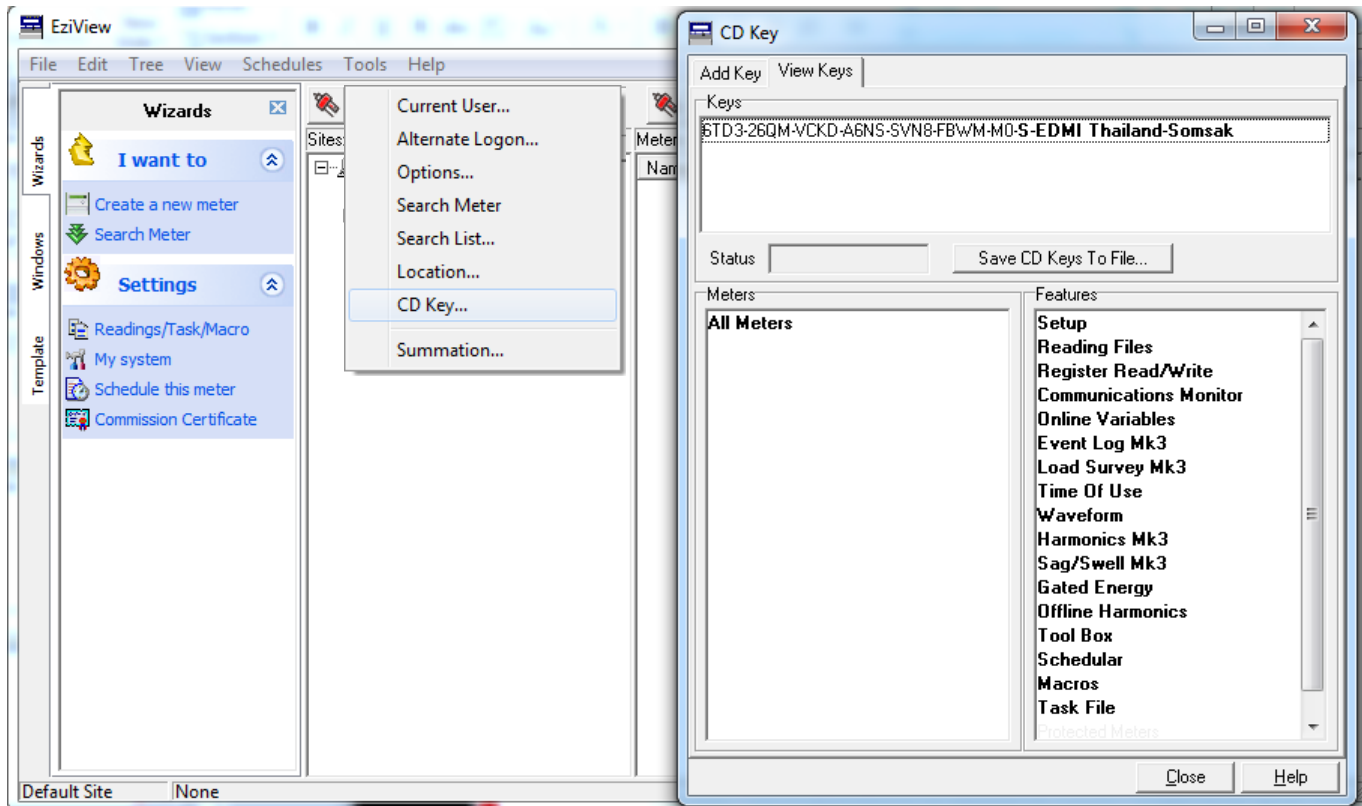 EziView
File Edit Tree View Schedules Tools Help
Wizards
Windows
Template
Wizards
I want to
Create a new meter
Search Meter
Settings
Readings/Task/Macro
My system
Schedule this meter
Commission Certificate
Sites:
Current User...
Alternate Logon...
Options...
Search Meter
Search List...
Location...
CD Key...
Summation...
Meter
Default Site None
CD Key
Add Key View Keys
Keys
6TD3-26QM-VCKD-A6NS-SVN8-FBWM-M0-S-EDMI Thailand-Somsak
Status Save CD Keys To File...
Meters
All Meters
Features
Setup
Reading Files
Register Read/Write
Communications Monitor
Online Variables
Event Log Mk3
Load Survey Mk3
Time Of Use
Waveform
Harmonics Mk3
Sag/Swell Mk3
Gated Energy
Offline Harmonics
Tool Box
Schedular
Macros
Task File
Protected Meters
Close Help